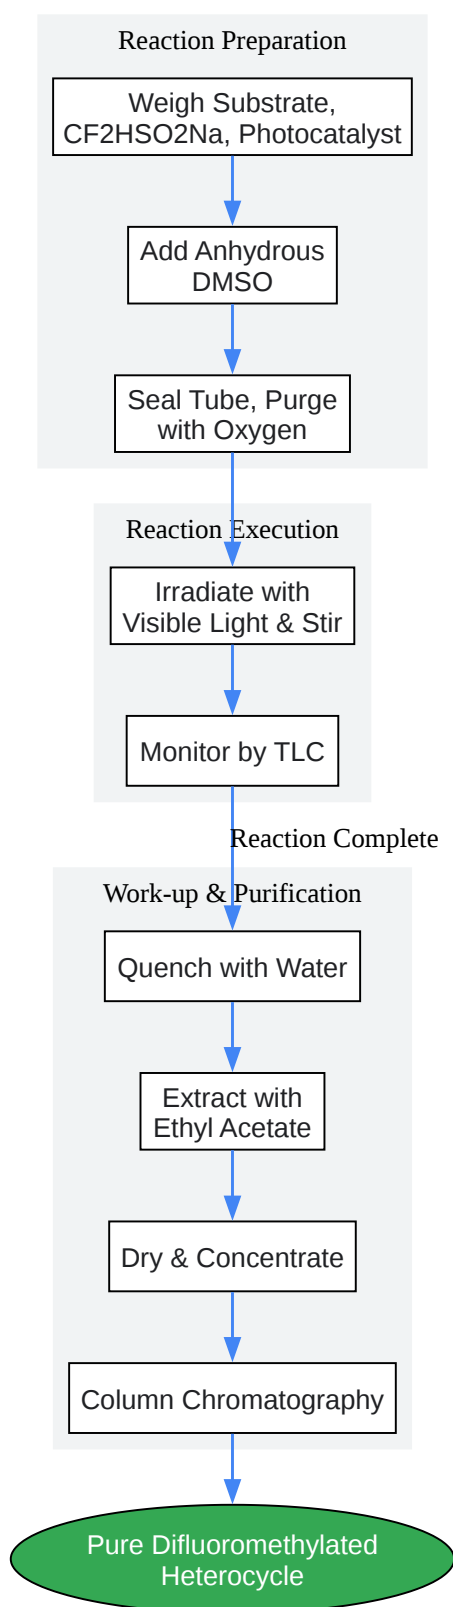 Reaction Preparation
Weigh Substrate,
CF2HSO2Na, Photocatalyst
Add Anhydrous
DMSO
Seal Tube, Purge
with Oxygen
Reaction Execution
Irradiate with
Visible Light & Stir
Monitor by TLC
Reaction Complete
Work-up & Purification
Quench with Water
Extract with
Ethyl Acetate
Dry & Concentrate
Column Chromatography
Pure Difluoromethylated
Heterocycle